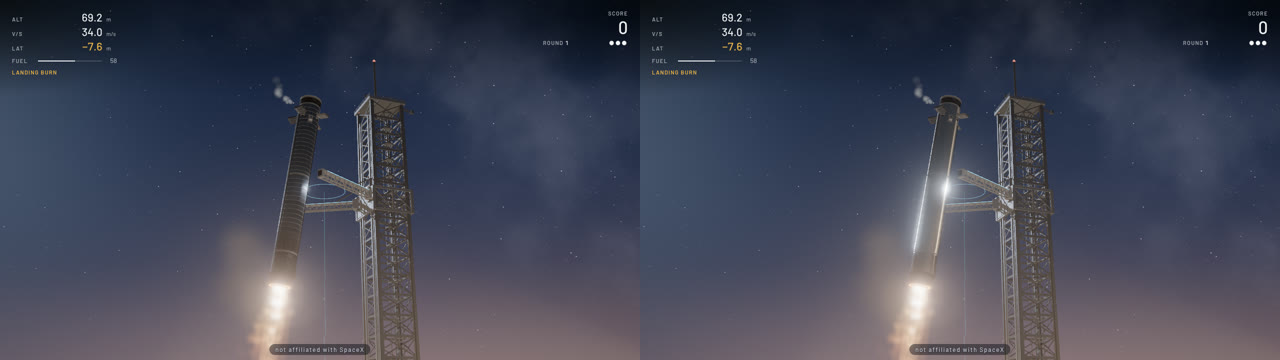 ALT 69.2 m
V/S 34.0 m/s
LAT −7.6 m
FUEL 58
LANDING BURN
SCORE
0
ROUND 1
not affiliated with SpaceX
ALT 69.2 m
V/S 34.0 m/s
LAT −7.6 m
FUEL 58
LANDING BURN
SCORE
0
ROUND 1
not affiliated with SpaceX